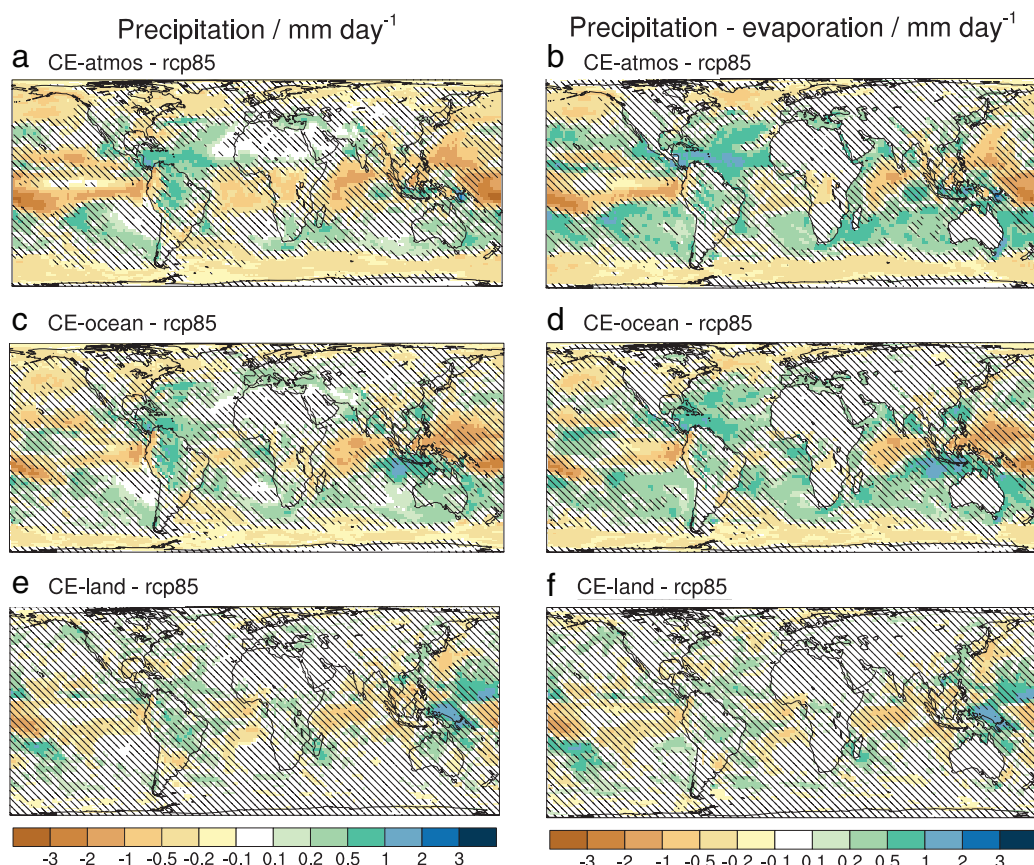 Precipitation / mm day-1
Precipitation - evaporation / mm day-1
a CE-atmos - rcp85
b CE-atmos - rcp85
c CE-ocean - rcp85
d CE-ocean - rcp85
e CE-land - rcp85
f CE-land - rcp85
-3 -2 -1 -0.5 -0.2 -0.1 0.1 0.2 0.5 1 2 3
-3 -2 -1 -0.5 -0.2 -0.1 0.1 0.2 0.5 1 2 3